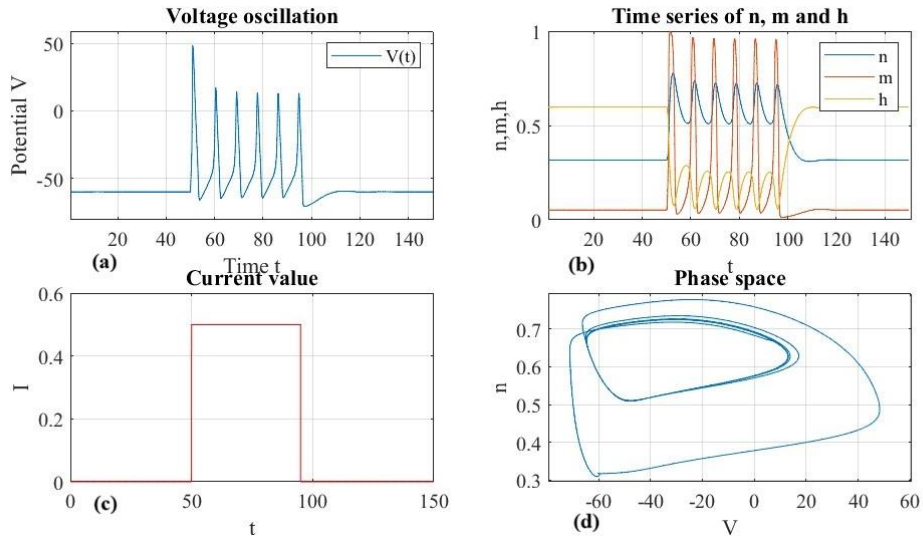 Voltage oscillation
50
0
-50
Potential V
V(t)
20 40 60 80 100 120 140
(a)
Time t
Time series of n, m and h
1
0.5
0
n,m,h
n
m
h
20 40 60 80 100 120 140
(b)
t
Current value
0.6
0.4
0.2
0
I
0 50 100 150
(c)
t
Phase space
0.7
0.6
0.5
0.4
0.3
n
-60 -40 -20 0 20 40 60
(d)
V